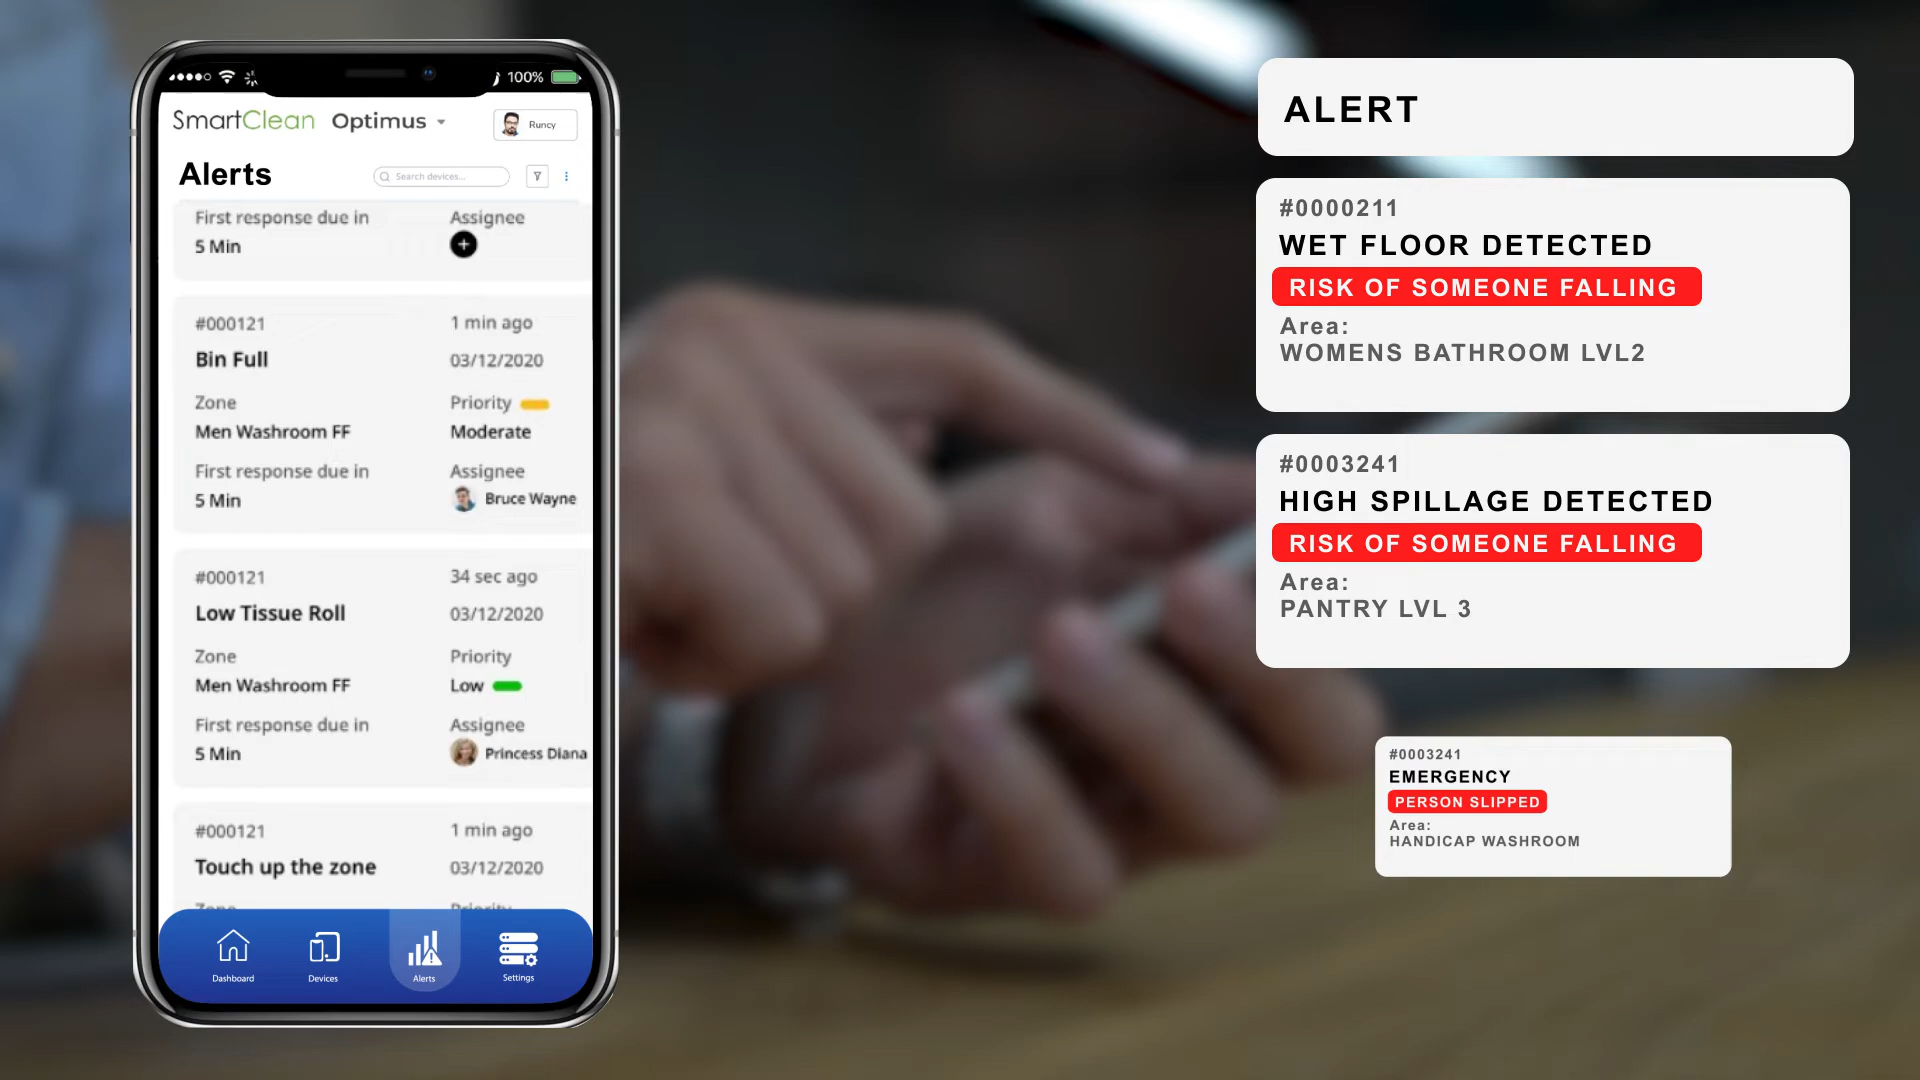 100%
SmartClean Optimus
Runcy
Alerts
Search devices...
First response due in Assignee
5 Min
#000121 1 min ago
Bin Full 03/12/2020
Zone Priority
Men Washroom FF Moderate
First response due in Assignee
5 Min Bruce Wayne
#000121 34 sec ago
Low Tissue Roll 03/12/2020
Zone Priority
Men Washroom FF Low
First response due in Assignee
5 Min Princess Diana
#000121 1 min ago
Touch up the zone 03/12/2020
Zone Priority
Dashboard Devices Alerts Settings
ALERT
#0000211
WET FLOOR DETECTED
RISK OF SOMEONE FALLING
Area:
WOMENS BATHROOM LVL2
#0003241
HIGH SPILLAGE DETECTED
RISK OF SOMEONE FALLING
Area:
PANTRY LVL 3
#0003241
EMERGENCY
PERSON SLIPPED
Area:
HANDICAP WASHROOM